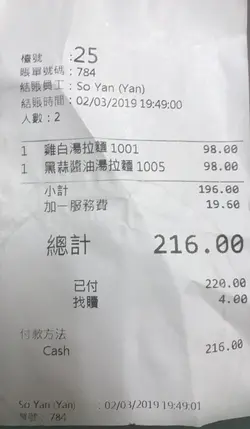 檯號 : 25
賬單號碼 : 784
結賬員工 : So Yan (Yan)
結賬時間 : 02/03/2019 19:49:00
人數 : 2
1 雞白湯拉麵 1001 98.00
1 黑蒜醬油湯拉麵 1005 98.00
小計 196.00
加一服務費 19.60
總計 216.00
已付 220.00
找贖 4.00
付款方法
Cash 216.00
So Yan (Yan) : 02/03/2019 19:49:01
單號 : 784